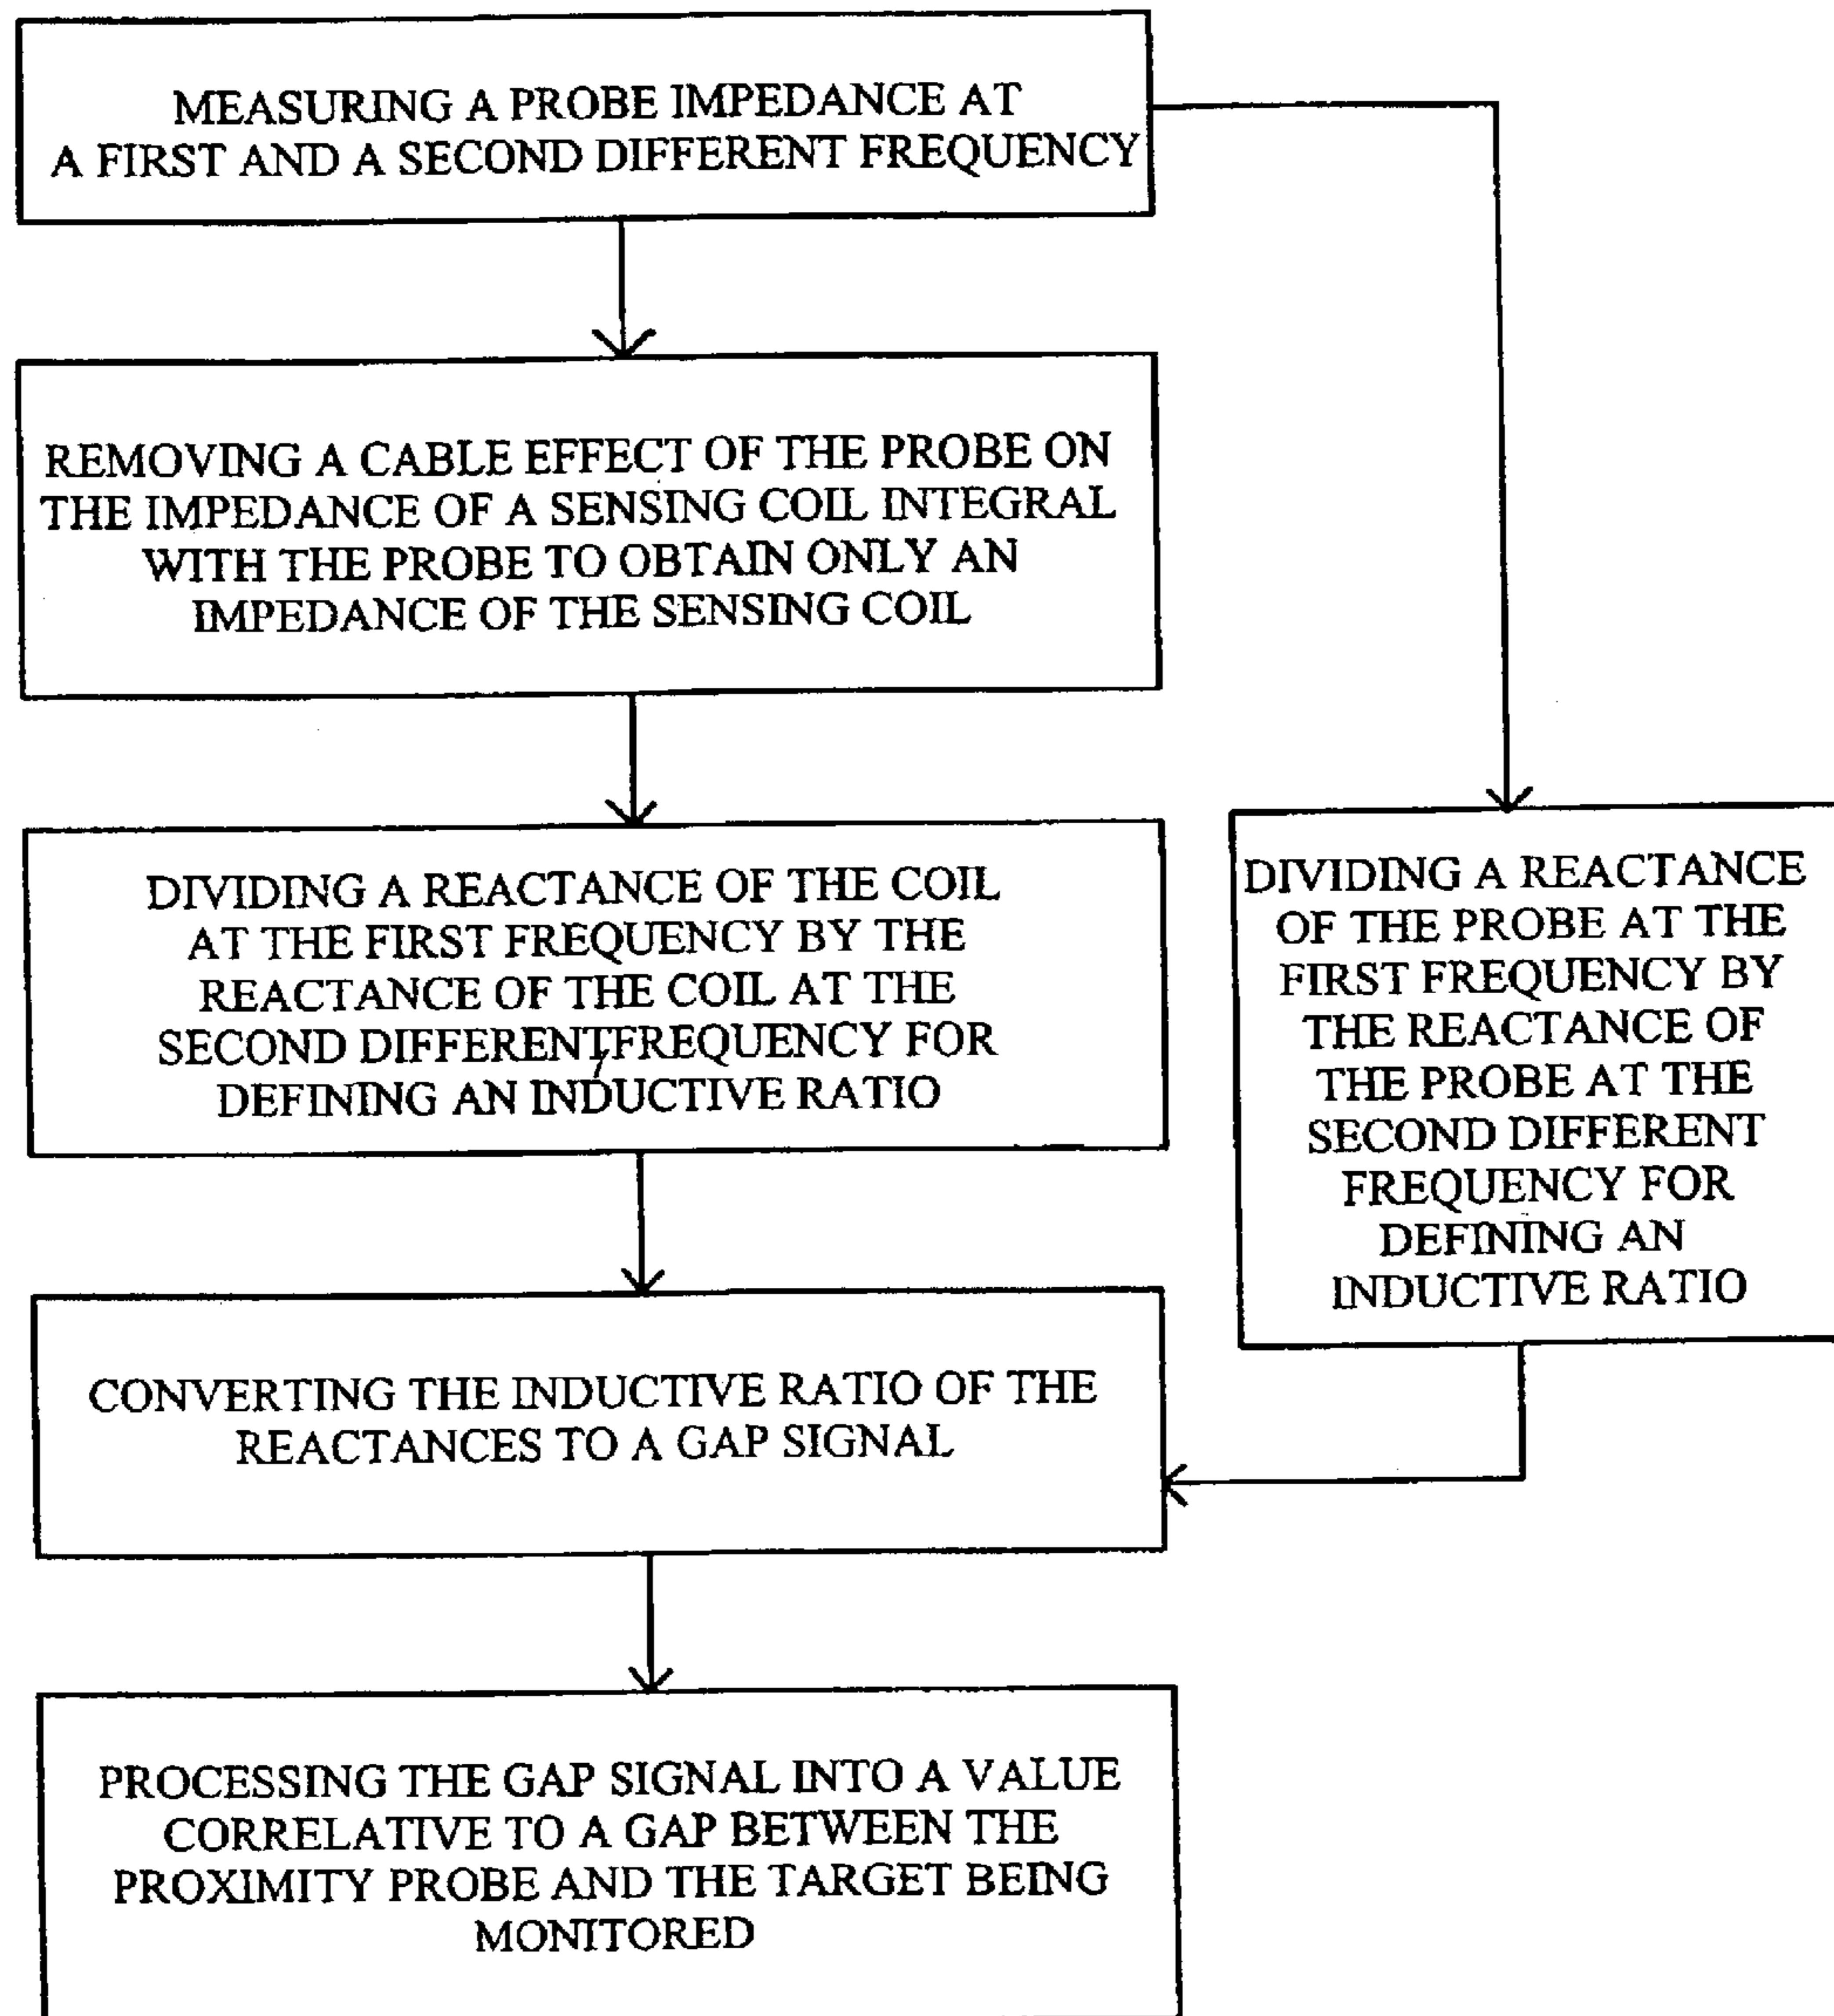 MEASURING A PROBE IMPEDANCE AT
A FIRST AND A SECOND DIFFERENT FREQUENCY
REMOVING A CABLE EFFECT OF THE PROBE ON
THE IMPEDANCE OF A SENSING COIL INTEGRAL
WITH THE PROBE TO OBTAIN ONLY AN
IMPEDANCE OF THE SENSING COIL
DIVIDING A REACTANCE OF THE COIL
AT THE FIRST FREQUENCY BY THE
REACTANCE OF THE COIL AT THE
SECOND DIFFERENT FREQUENCY FOR
DEFINING AN INDUCTIVE RATIO
DIVIDING A REACTANCE
OF THE PROBE AT THE
FIRST FREQUENCY BY
THE REACTANCE OF
THE PROBE AT THE
SECOND DIFFERENT
FREQUENCY FOR
DEFINING AN
INDUCTIVE RATIO
CONVERTING THE INDUCTIVE RATIO OF THE
REACTANCES TO A GAP SIGNAL
PROCESSING THE GAP SIGNAL INTO A VALUE
CORRELATIVE TO A GAP BETWEEN THE
PROXIMITY PROBE AND THE TARGET BEING
MONITORED